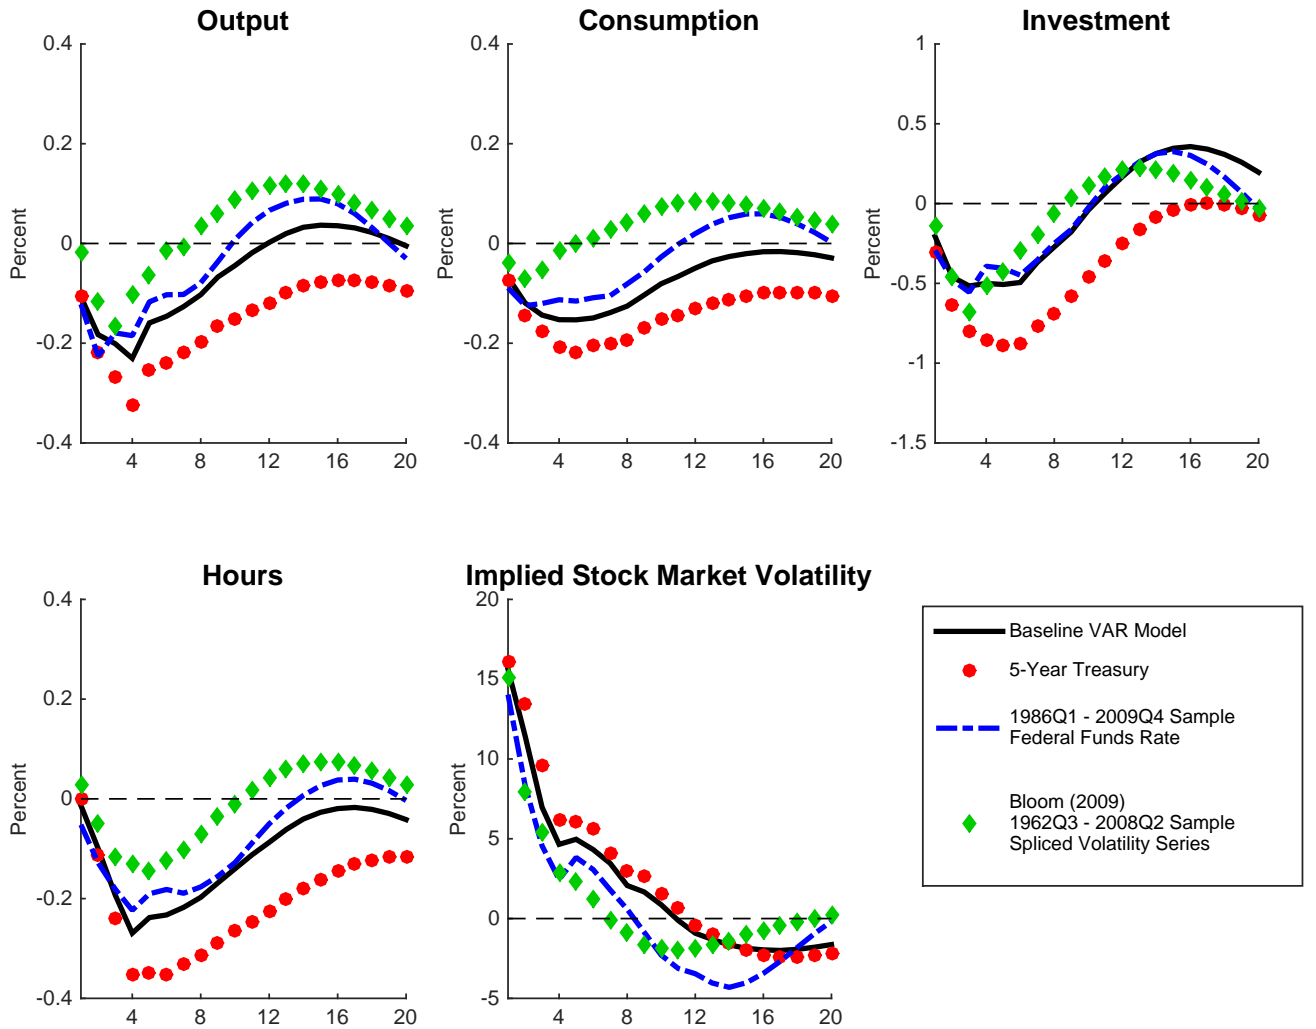 Output
Percent
0.4
0.2
0
-0.2
-0.4
4 8 12 16 20
Consumption
Percent
0.4
0.2
0
-0.2
-0.4
4 8 12 16 20
Investment
1
0.5
0
-0.5
-1
-1.5
4 8 12 16 20
Hours
Percent
0.4
0.2
0
-0.2
-0.4
4 8 12 16 20
Implied Stock Market Volatility
Percent
20
15
10
5
0
-5
4 8 12 16 20
Baseline VAR Model
5-Year Treasury
1986Q1 - 2009Q4 Sample
Federal Funds Rate
Bloom (2009)
1962Q3 - 2008Q2 Sample
Spliced Volatility Series